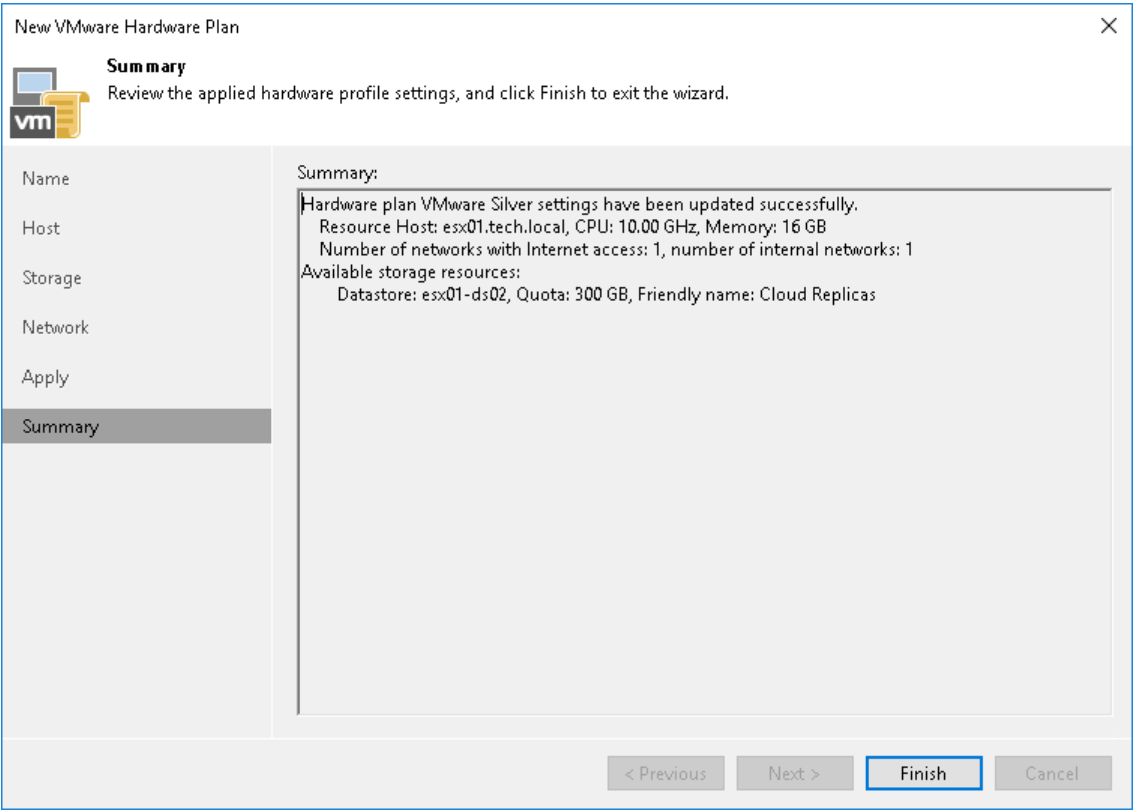 New VMware Hardware Plan
Summary
Review the applied hardware profile settings, and click Finish to exit the wizard.
vm
Name
Host
Storage
Network
Apply
Summary
Summary:
Hardware plan VMware Silver settings have been updated successfully.
Resource Host: esx01.tech.local, CPU: 10.00 GHz, Memory: 16 GB
Number of networks with Internet access: 1, number of internal networks: 1
Available storage resources:
Datastore: esx01-ds02, Quota: 300 GB, Friendly name: Cloud Replicas
< Previous
Next >
Finish
Cancel